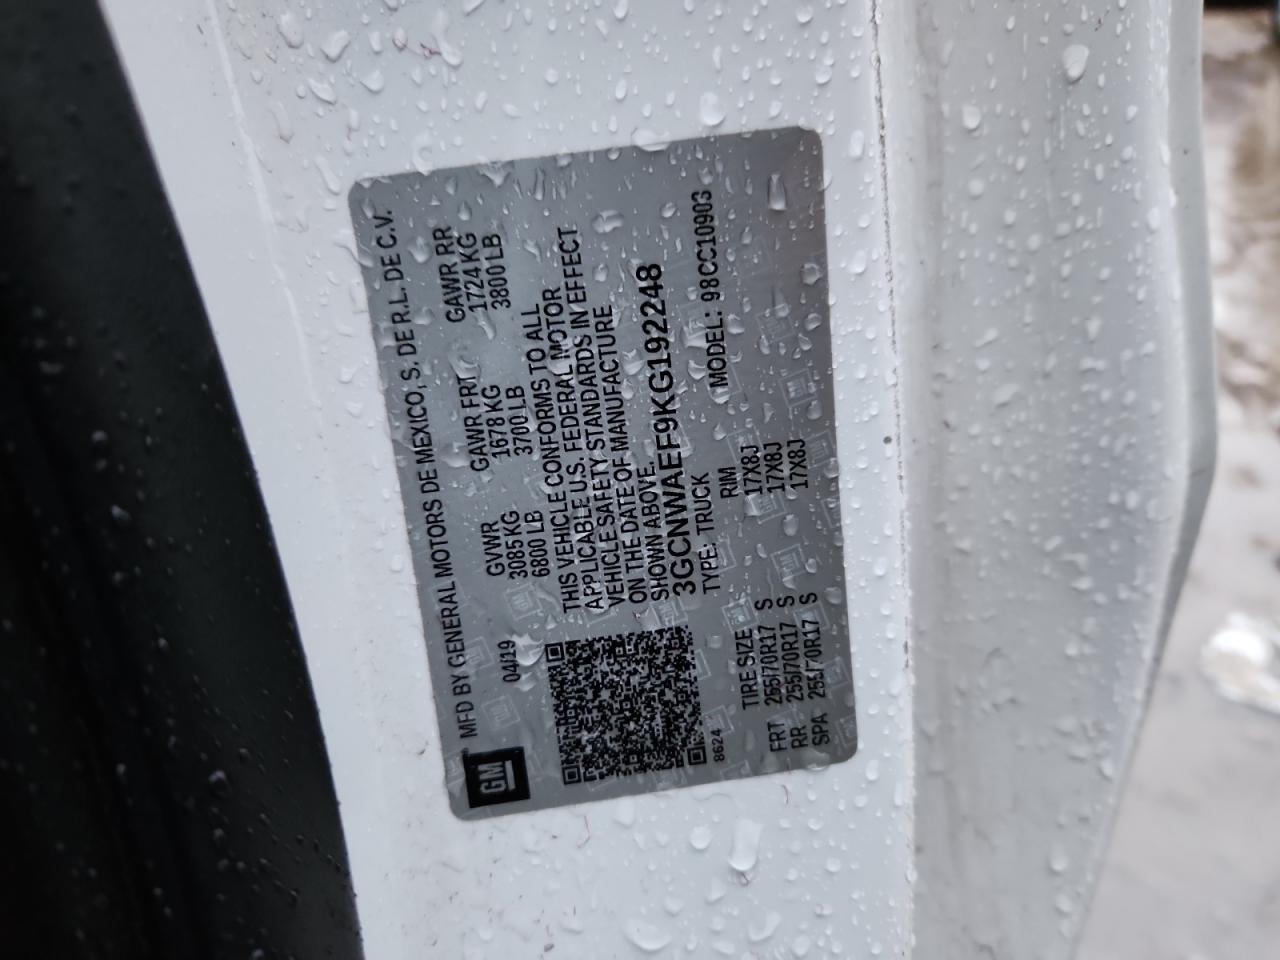 GM
MFD BY GENERAL MOTORS DE MEXICO, S. DE R.L. DE C.V.
04/19
GVWR GAWR FRT GAWR RR
3085 KG 1678 KG 1724 KG
6800 LB 3700 LB 3800 LB
THIS VEHICLE CONFORMS TO ALL
APPLICABLE U.S. FEDERAL MOTOR
VEHICLE SAFETY STANDARDS IN EFFECT
ON THE DATE OF MANUFACTURE
SHOWN ABOVE.
3GCNWAEF9KG192248
TYPE: TRUCK MODEL: 98CC10903
8624
TIRE SIZE RIM
FRT 255/70R17 S 17X8J
RR 255/70R17 S 17X8J
SPA 255/70R17 S 17X8J